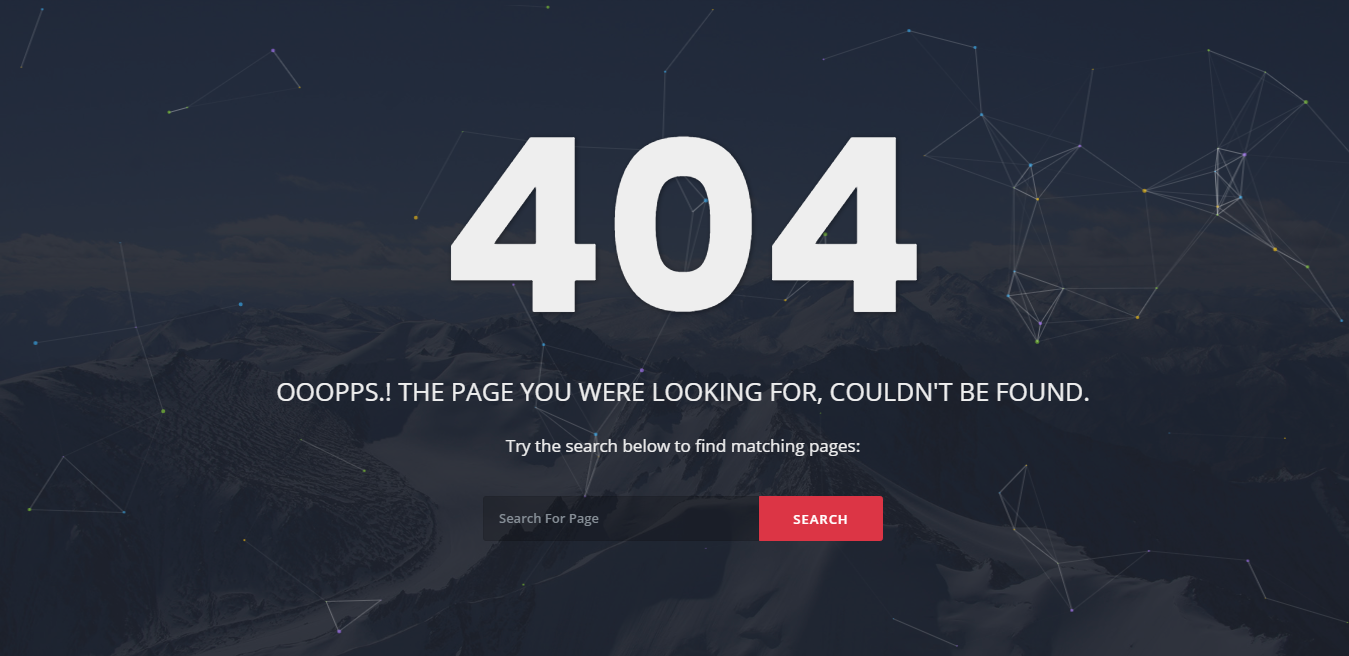 404
OOOPPS.! THE PAGE YOU WERE LOOKING FOR, COULDN'T BE FOUND.
Try the search below to find matching pages:
Search For Page
SEARCH